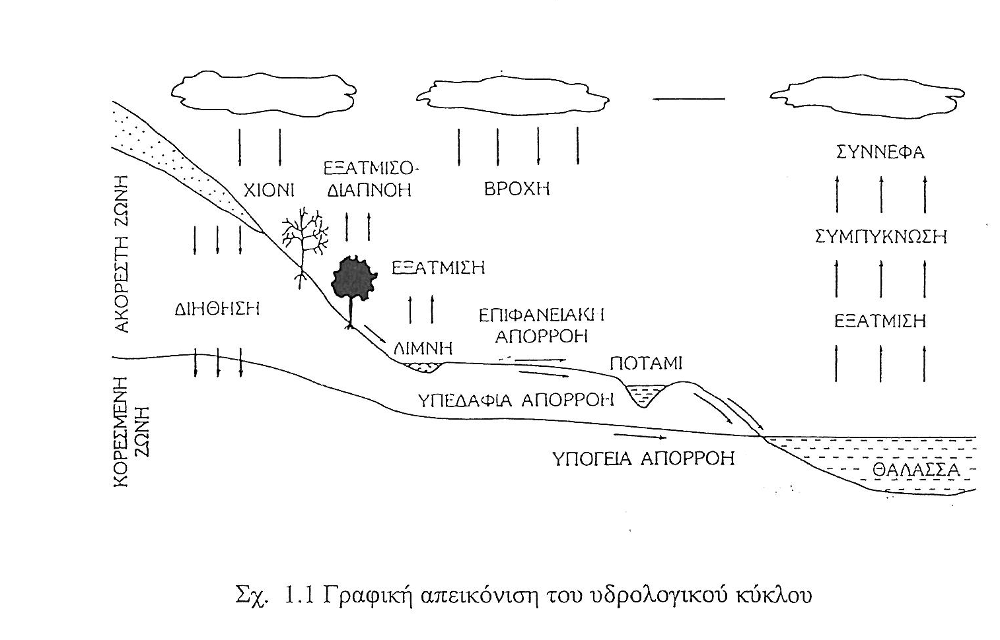 ΣΥΝΝΕΦΑ
ΕΞΑΤΜΙΣΟ-
ΔΙΑΠΝΟΗ
ΧΙΟΝΙ
ΒΡΟΧΗ
ΣΥΜΠΥΚΝΩΣΗ
ΑΚΟΡΕΣΤΗ ΖΩΝΗ
ΕΞΑΤΜΙΣΗ
ΔΙΗΘΗΣΗ
ΕΠΙΦΑΝΕΙΑΚΗ
ΑΠΟΡΡΟΗ
ΕΞΑΤΜΙΣΗ
ΛΙΜΝΗ
ΠΟΤΑΜΙ
ΥΠΕΔΑΦΙΑ ΑΠΟΡΡΟΗ
ΚΟΡΕΣΜΕΝΗ
ΖΩΝΗ
ΥΠΟΓΕΙΑ ΑΠΟΡΡΟΗ
ΘΑΛΑΣΣΑ
Σχ. 1.1 Γραφική απεικόνιση του υδρολογικού κύκλου